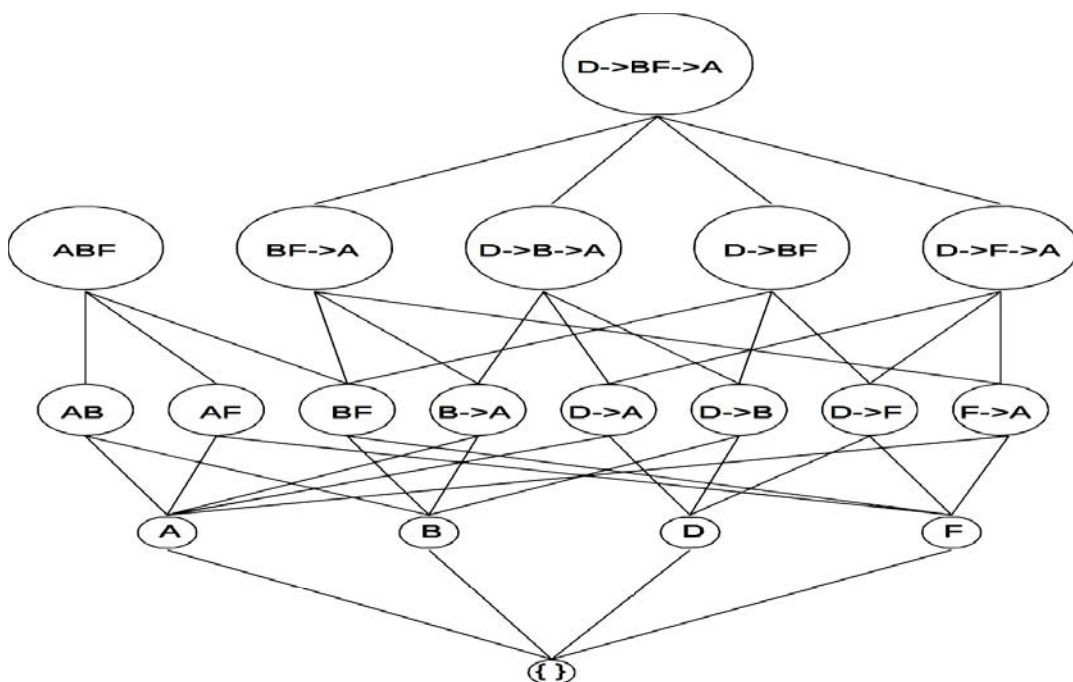 D->BF->A
ABF BF->A D->B->A D->BF D->F->A
AB AF BF B->A D->A D->B D->F F->A
A B D F
{ }